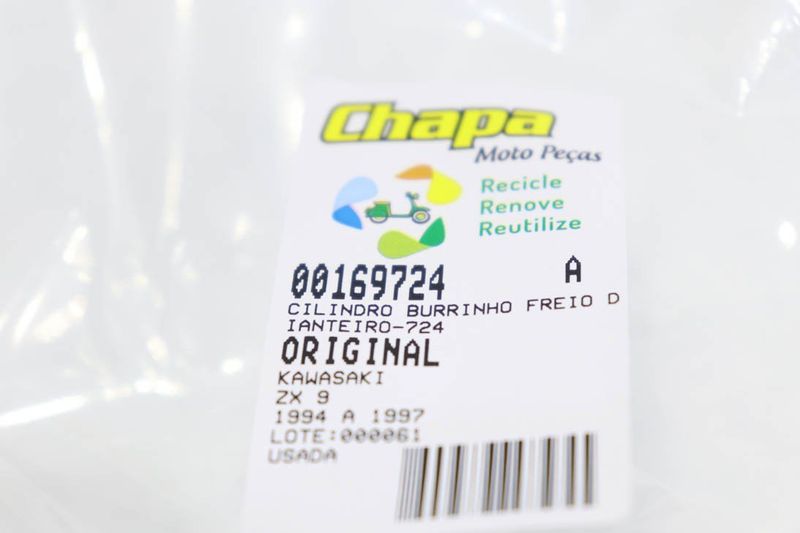 Chapa
Moto Peças
Recicle
Renove
Reutilize
00169724 A
CILINDRO BURRINHO FREIO D
IANTEIRO-724
ORIGINAL
KAWASAKI
ZX 9
1994 A 1997
LOTE:000061
USADA